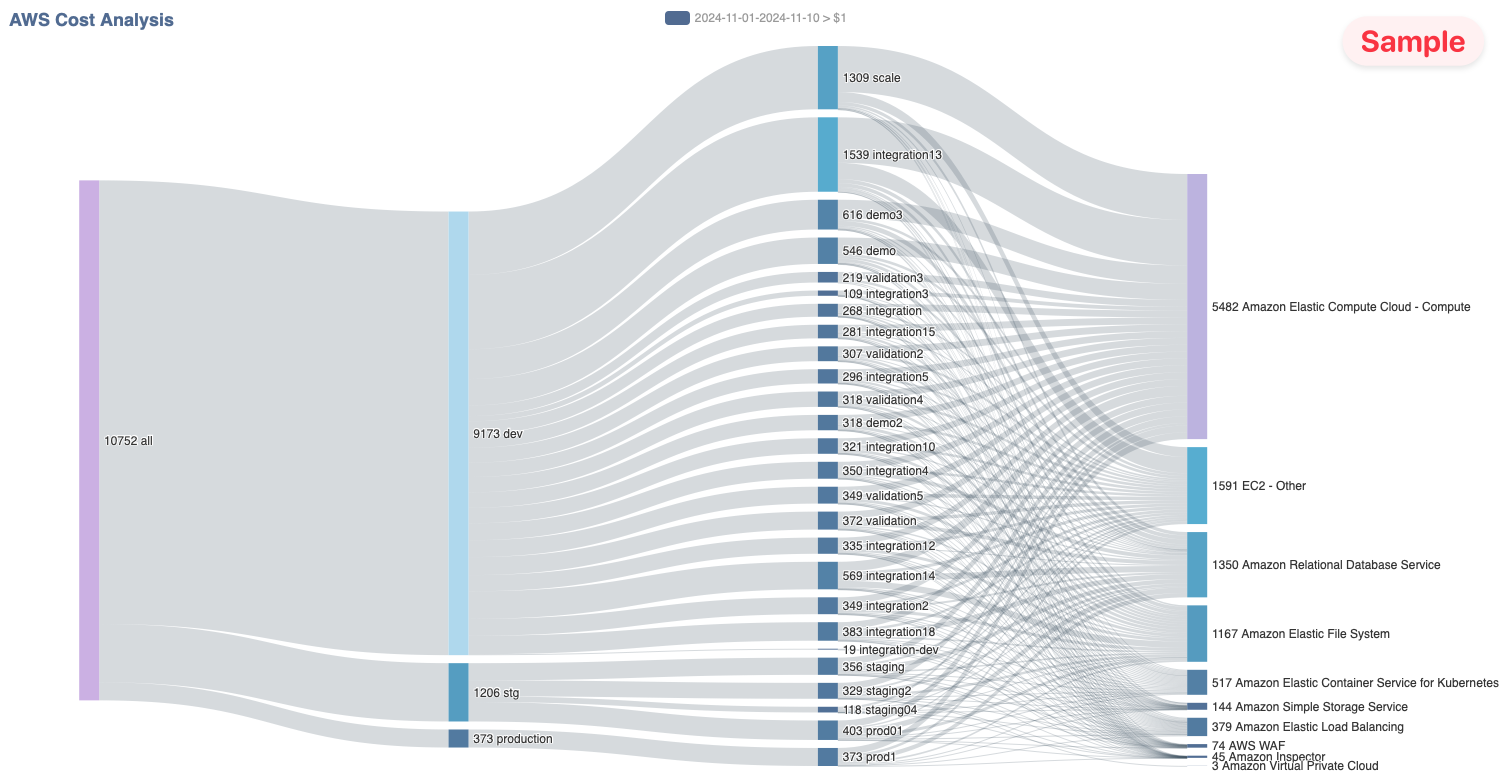 AWS Cost Analysis
2024-11-01-2024-11-10 > $1
Sample
10752 all
9173 dev
1206 stg
373 production
1309 scale
1539 integration13
616 demo3
546 demo
219 validation3
109 integration3
268 integration
281 integration15
307 validation2
296 integration5
318 validation4
318 demo2
321 integration10
350 integration4
349 validation5
372 validation
335 integration12
569 integration14
349 integration2
383 integration18
19 integration-dev
356 staging
329 staging2
118 staging04
403 prod01
373 prod1
5482 Amazon Elastic Compute Cloud - Compute
1591 EC2 - Other
1350 Amazon Relational Database Service
1167 Amazon Elastic File System
517 Amazon Elastic Container Service for Kubernetes
144 Amazon Simple Storage Service
379 Amazon Elastic Load Balancing
74 AWS WAF
45 Amazon Inspector
3 Amazon Virtual Private Cloud